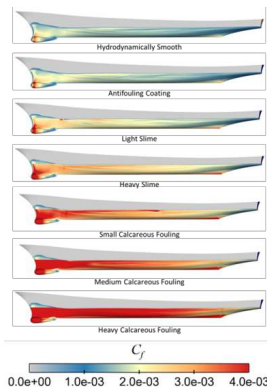 Hydrodynamically Smooth
Antifouling Coating
Light Slime
Heavy Slime
Small Calcareous Fouling
Medium Calcareous Fouling
Heavy Calcareous Fouling
C_f
0.0e+00 1.0e-03 2.0e-03 3.0e-03 4.0e-03